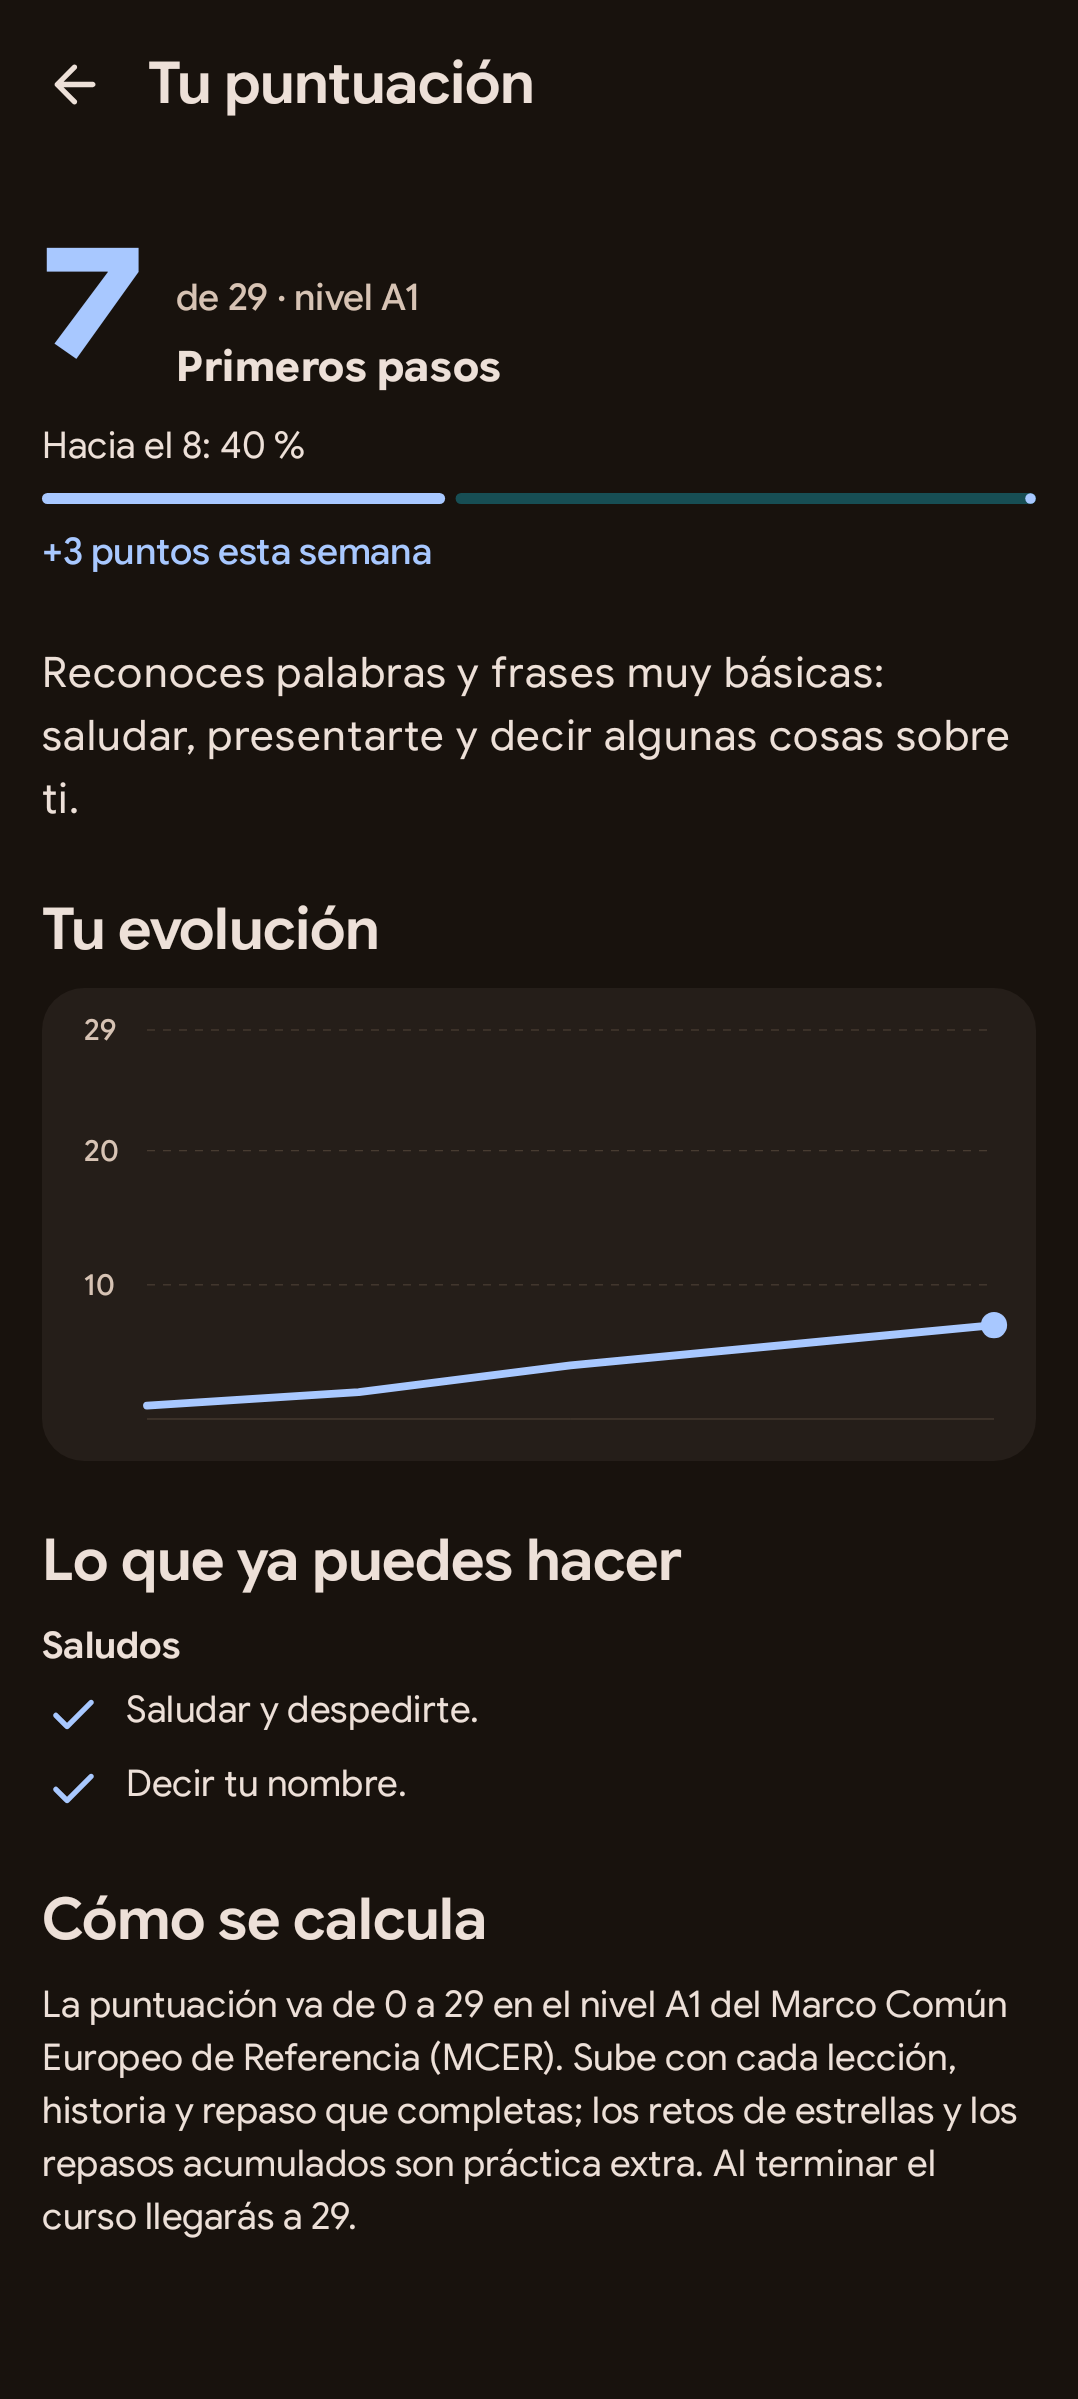 Tu puntuación
7
de 29 · nivel A1
Primeros pasos
Hacia el 8: 40 %
+3 puntos esta semana
Reconoces palabras y frases muy básicas:
saludar, presentarte y decir algunas cosas sobre
ti.
Tu evolución
29
20
10
Lo que ya puedes hacer
Saludos
Saludar y despedirte.
Decir tu nombre.
Cómo se calcula
La puntuación va de 0 a 29 en el nivel A1 del Marco Común
Europeo de Referencia (MCER). Sube con cada lección,
historia y repaso que completas; los retos de estrellas y los
repasos acumulados son práctica extra. Al terminar el
curso llegarás a 29.